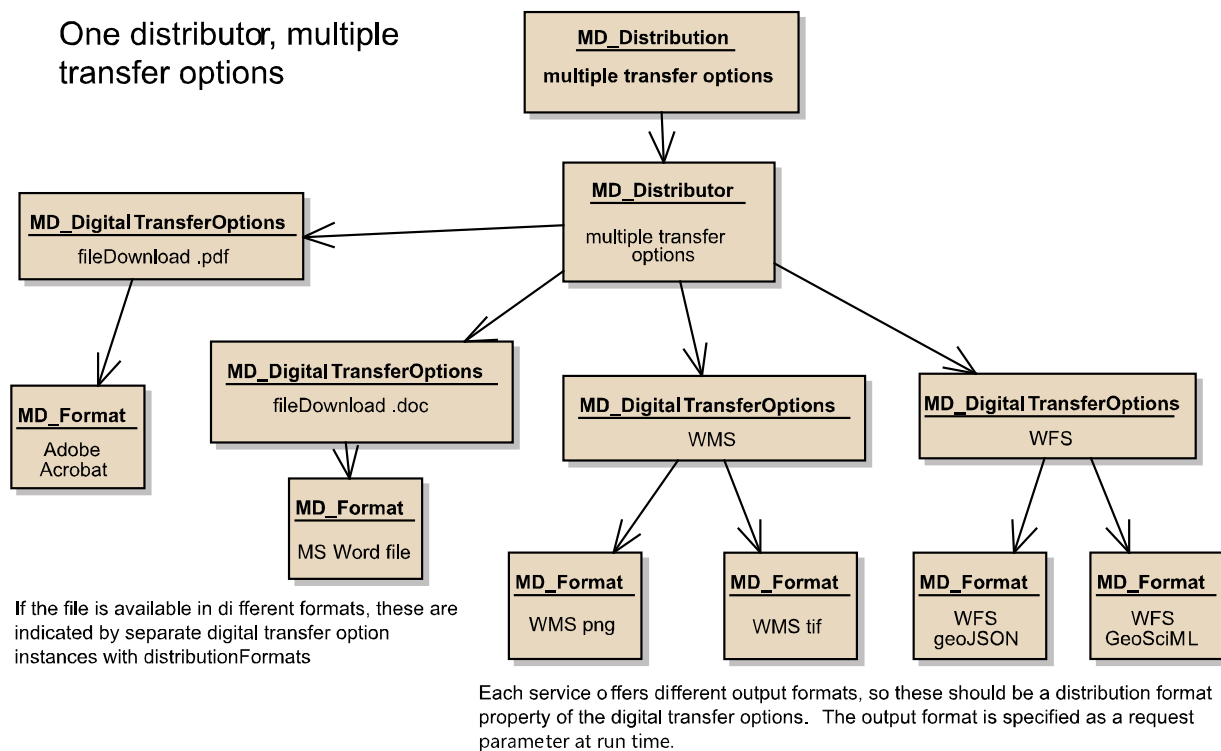 One distributor, multiple
transfer options
MD_Distribution
multiple transfer options
MD_Distributor
multiple transfer
options
MD_DigitalTransferOptions
fileDownload .pdf
MD_DigitalTransferOptions
fileDownload .doc
MD_DigitalTransferOptions
WMS
MD_DigitalTransferOptions
WFS
MD_Format
Adobe
Acrobat
MD_Format
MS Word file
MD_Format
WMS png
MD_Format
WMS tif
MD_Format
WFS
geoJSON
MD_Format
WFS
GeoSciML
If the file is available in di fferent formats, these are
indicated by separate digital transfer option
instances with distributionFormats
Each service o ffers different output formats, so these should be a distribution format
property of the digital transfer options. The output format is specified as a request
parameter at run time.